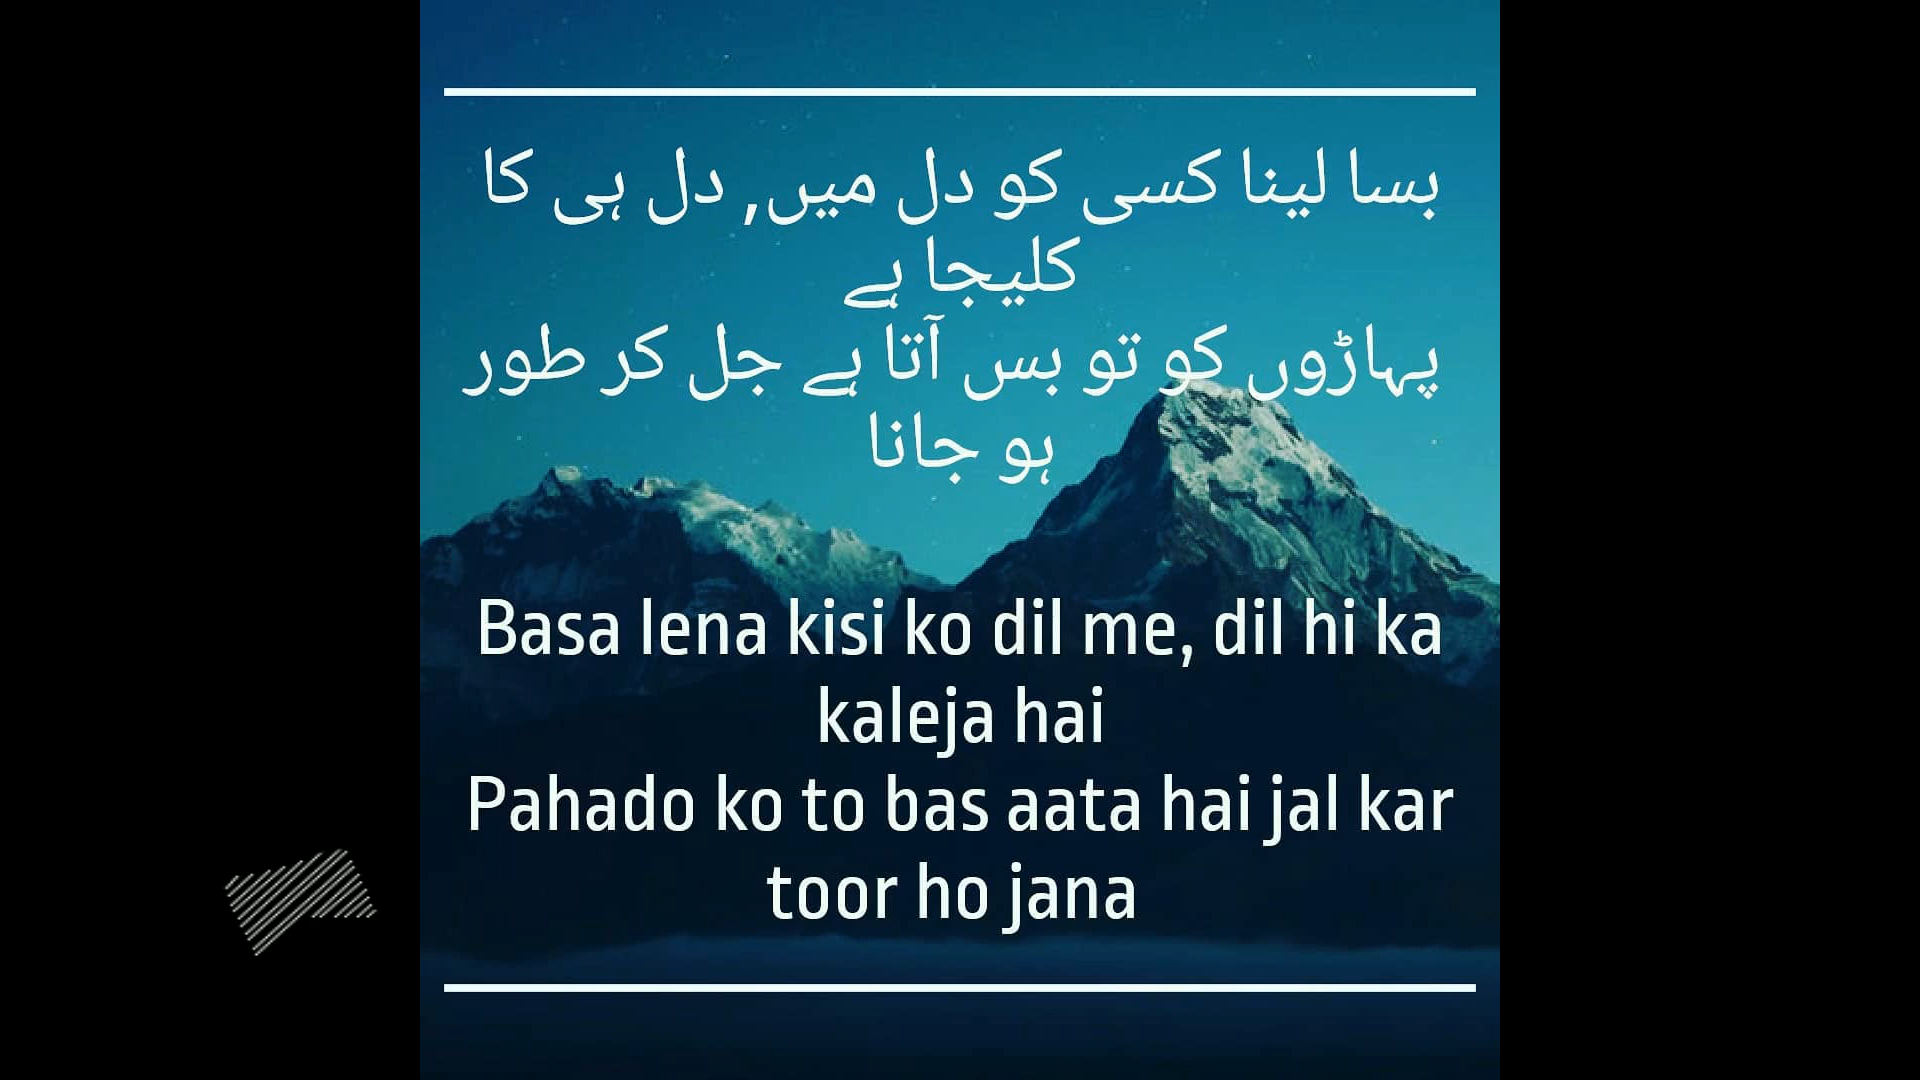 بسا لینا کسی کو دل میں, دل ہی کا
کلیجا ہے
پہاڑوں کو تو بس آتا ہے جل کر طور
ہو جانا
Basa lena kisi ko dil me, dil hi ka
kaleja hai
Pahado ko to bas aata hai jal kar
toor ho jana